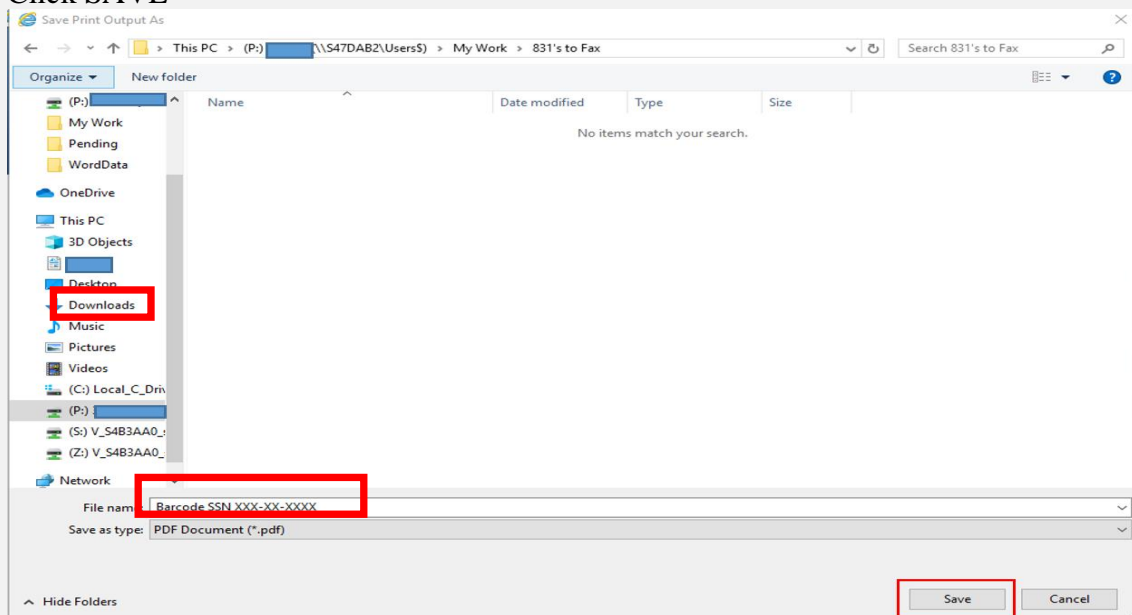 Click SAVE
Save Print Output As
This PC > (P:) (\\S47DAB2\Users$) > My Work > 831's to Fax
Search 831's to Fax
Organize
New folder
(P:)
My Work
Pending
WordData
OneDrive
This PC
3D Objects
Desktop
Downloads
Music
Pictures
Videos
(C:) Local_C_Driv
(P:)
(S:) V_S4B3AA0_
(Z:) V_S4B3AA0_
Network
Name Date modified Type Size
No items match your search.
File nam Barcode SSN XXX-XX-XXXX
Save as type: PDF Document (*.pdf)
Hide Folders
Save
Cancel